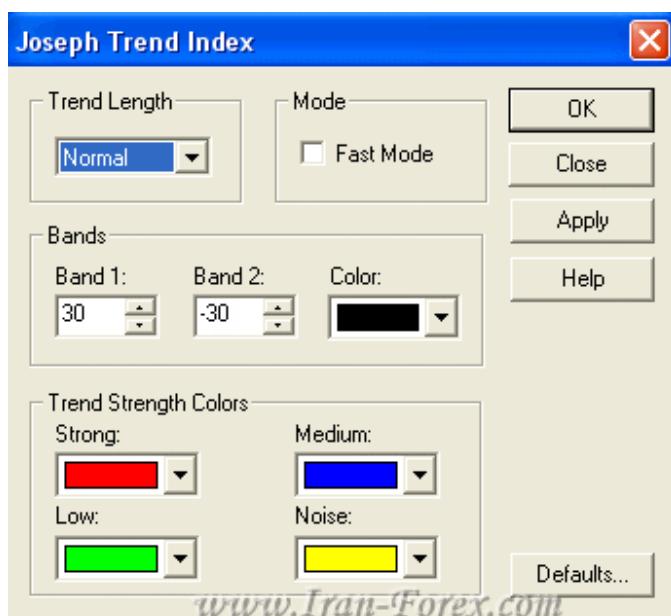 Joseph Trend Index
Trend Length
Normal
Mode
Fast Mode
OK
Close
Apply
Help
Bands
Band 1:
30
Band 2:
-30
Color:
Trend Strength Colors
Strong:
Medium:
Low:
Noise:
Defaults...
www.Iran-Forex.com